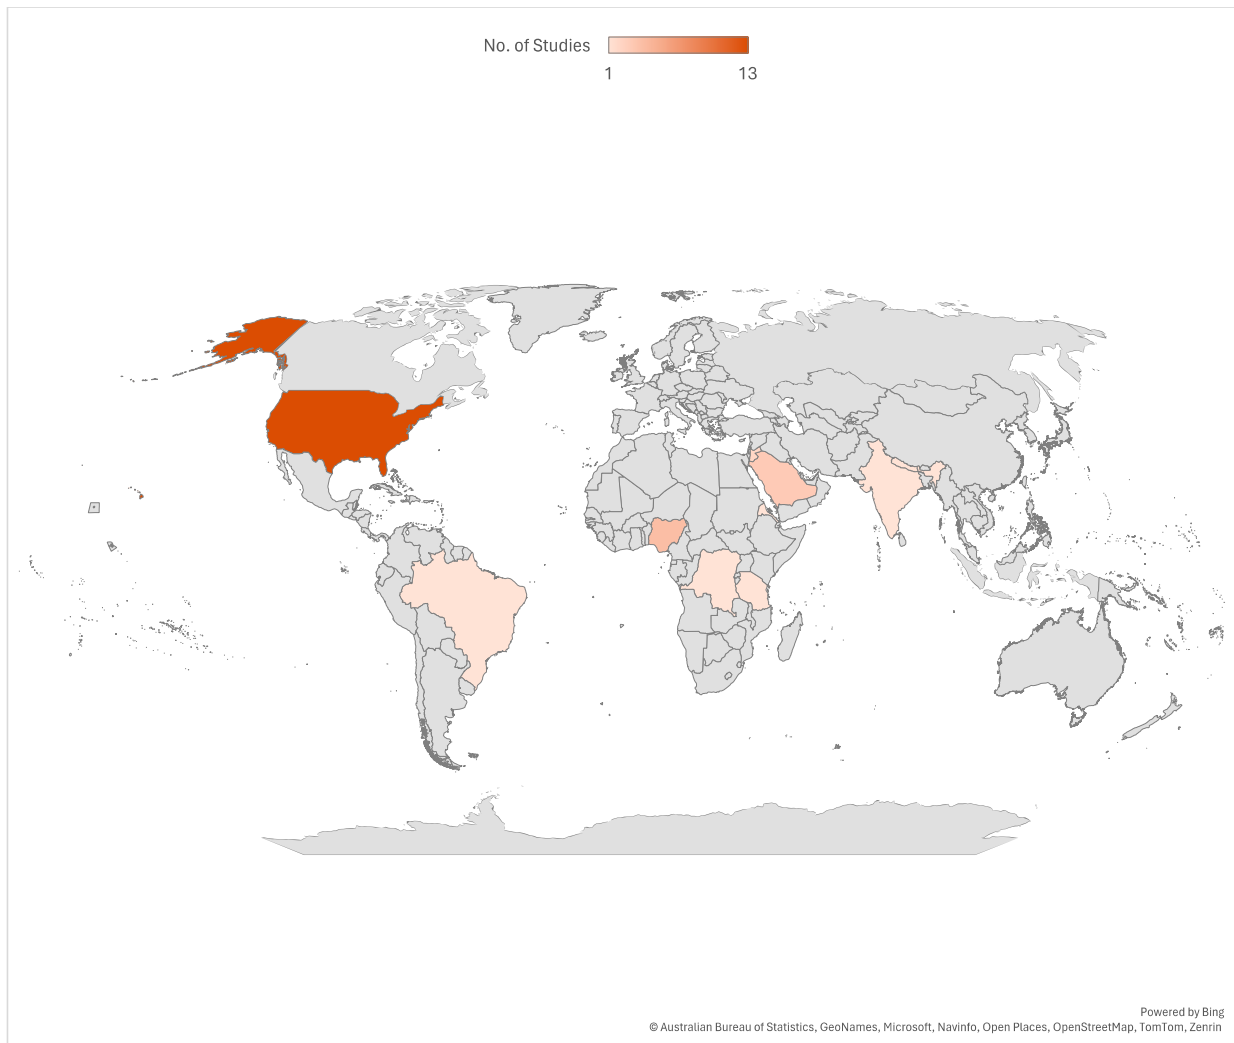 No. of Studies
1 13
Powered by Bing
© Australian Bureau of Statistics, GeoNames, Microsoft, Navinfo, Open Places, OpenStreetMap, TomTom, Zenrin